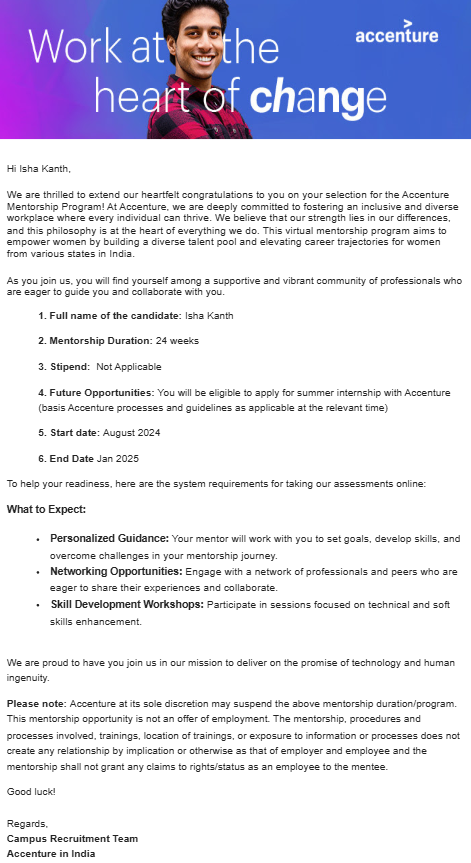 Work at the
heart of change
accenture
Hi Isha Kanth,
We are thrilled to extend our heartfelt congratulations to you on your selection for the Accenture
Mentorship Program! At Accenture, we are deeply committed to fostering an inclusive and diverse
workplace where every individual can thrive. We believe that our strength lies in our differences,
and this philosophy is at the heart of everything we do. This virtual mentorship program aims to
empower women by building a diverse talent pool and elevating career trajectories for women
from various states in India.
As you join us, you will find yourself among a supportive and vibrant community of professionals who
are eager to guide you and collaborate with you.
1. Full name of the candidate: Isha Kanth
2. Mentorship Duration: 24 weeks
3. Stipend: Not Applicable
4. Future Opportunities: You will be eligible to apply for summer internship with Accenture
(basis Accenture processes and guidelines as applicable at the relevant time)
5. Start date: August 2024
6. End Date Jan 2025
To help your readiness, here are the system requirements for taking our assessments online:
What to Expect:
• Personalized Guidance: Your mentor will work with you to set goals, develop skills, and
overcome challenges in your mentorship journey.
• Networking Opportunities: Engage with a network of professionals and peers who are
eager to share their experiences and collaborate.
• Skill Development Workshops: Participate in sessions focused on technical and soft
skills enhancement.
We are proud to have you join us in our mission to deliver on the promise of technology and human
ingenuity.
Please note: Accenture at its sole discretion may suspend the above mentorship duration/program.
This mentorship opportunity is not an offer of employment. The mentorship, procedures and
processes involved, trainings, location of trainings, or exposure to information or processes does not
create any relationship by implication or otherwise as that of employer and employee and the
mentorship shall not grant any claims to rights/status as an employee to the mentee.
Good luck!
Regards,
Campus Recruitment Team
Accenture in India